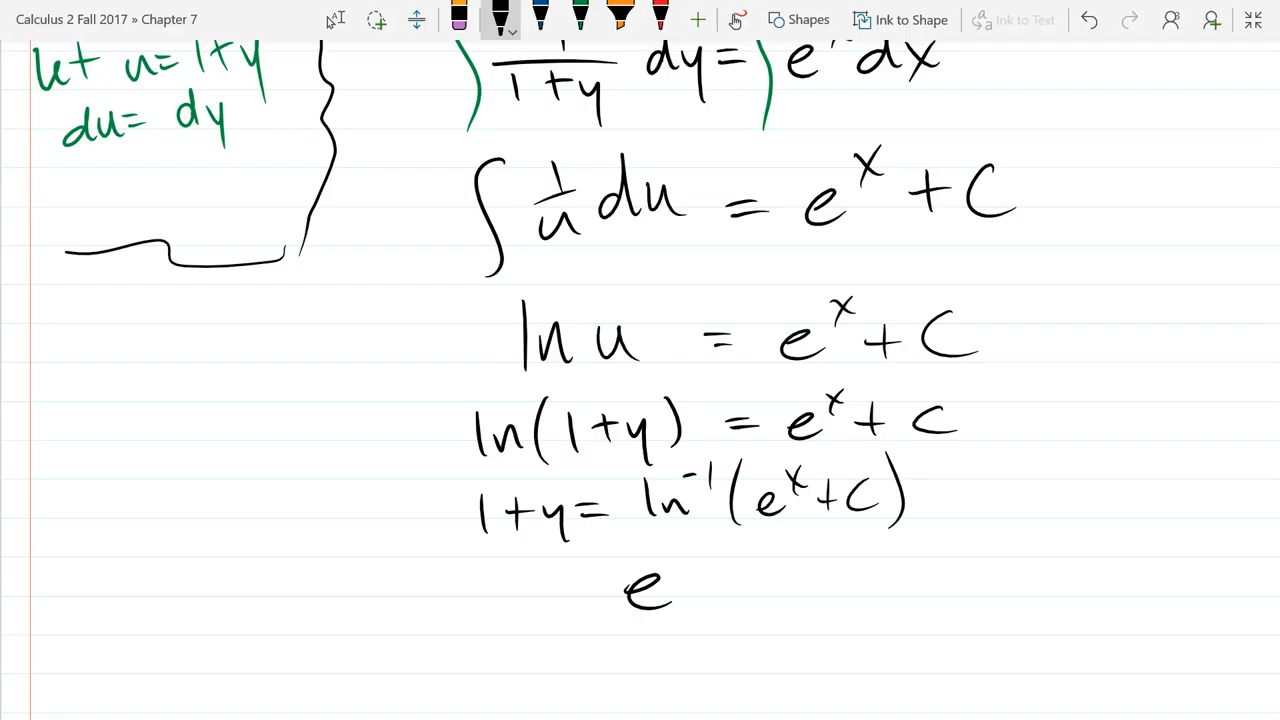 Calculus 2 Fall 2017 » Chapter 7
Shapes
Ink to Shape
Ink to Text
let u=1+y
du= dy
∫ 1/(1+y) dy = ∫ e^x dx
∫ 1/u du = e^x + C
ln u = e^x + C
ln(1+y) = e^x + C
1+y= ln^-1(e^x+C)
e